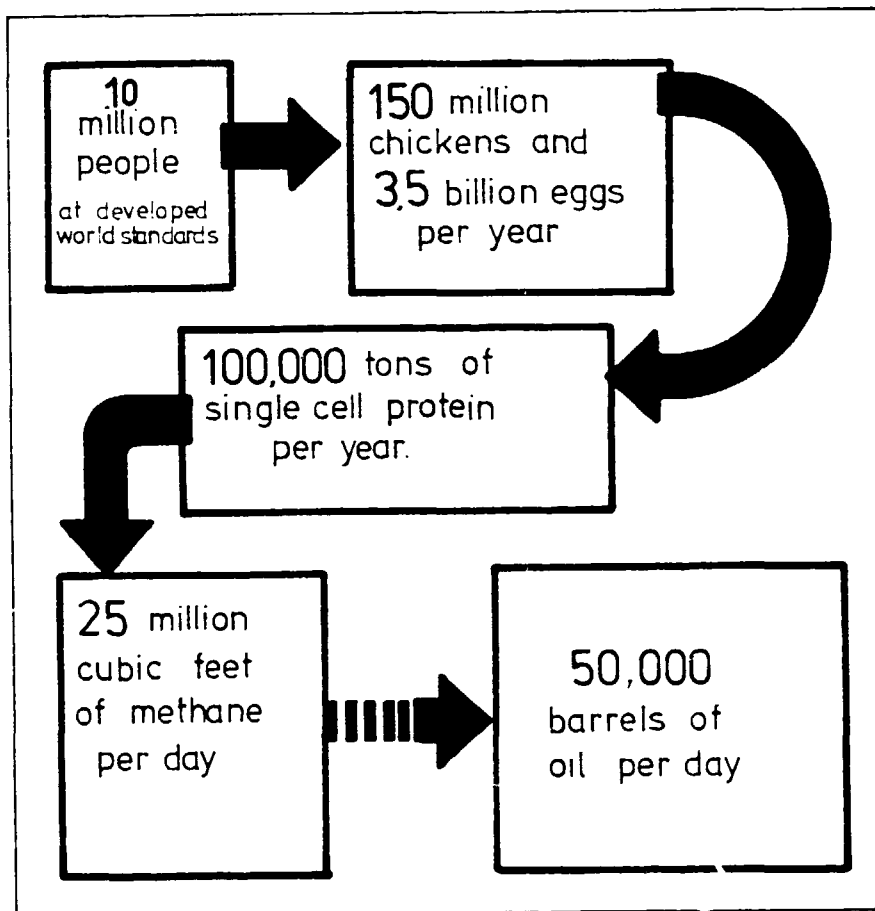 10
million
people
at developed
world standards
150 million
chickens and
3,5 billion eggs
per year
100,000 tons of
single cell protein
per year.
25 million
cubic feet
of methane
per day
50,000
barrels of
oil per day